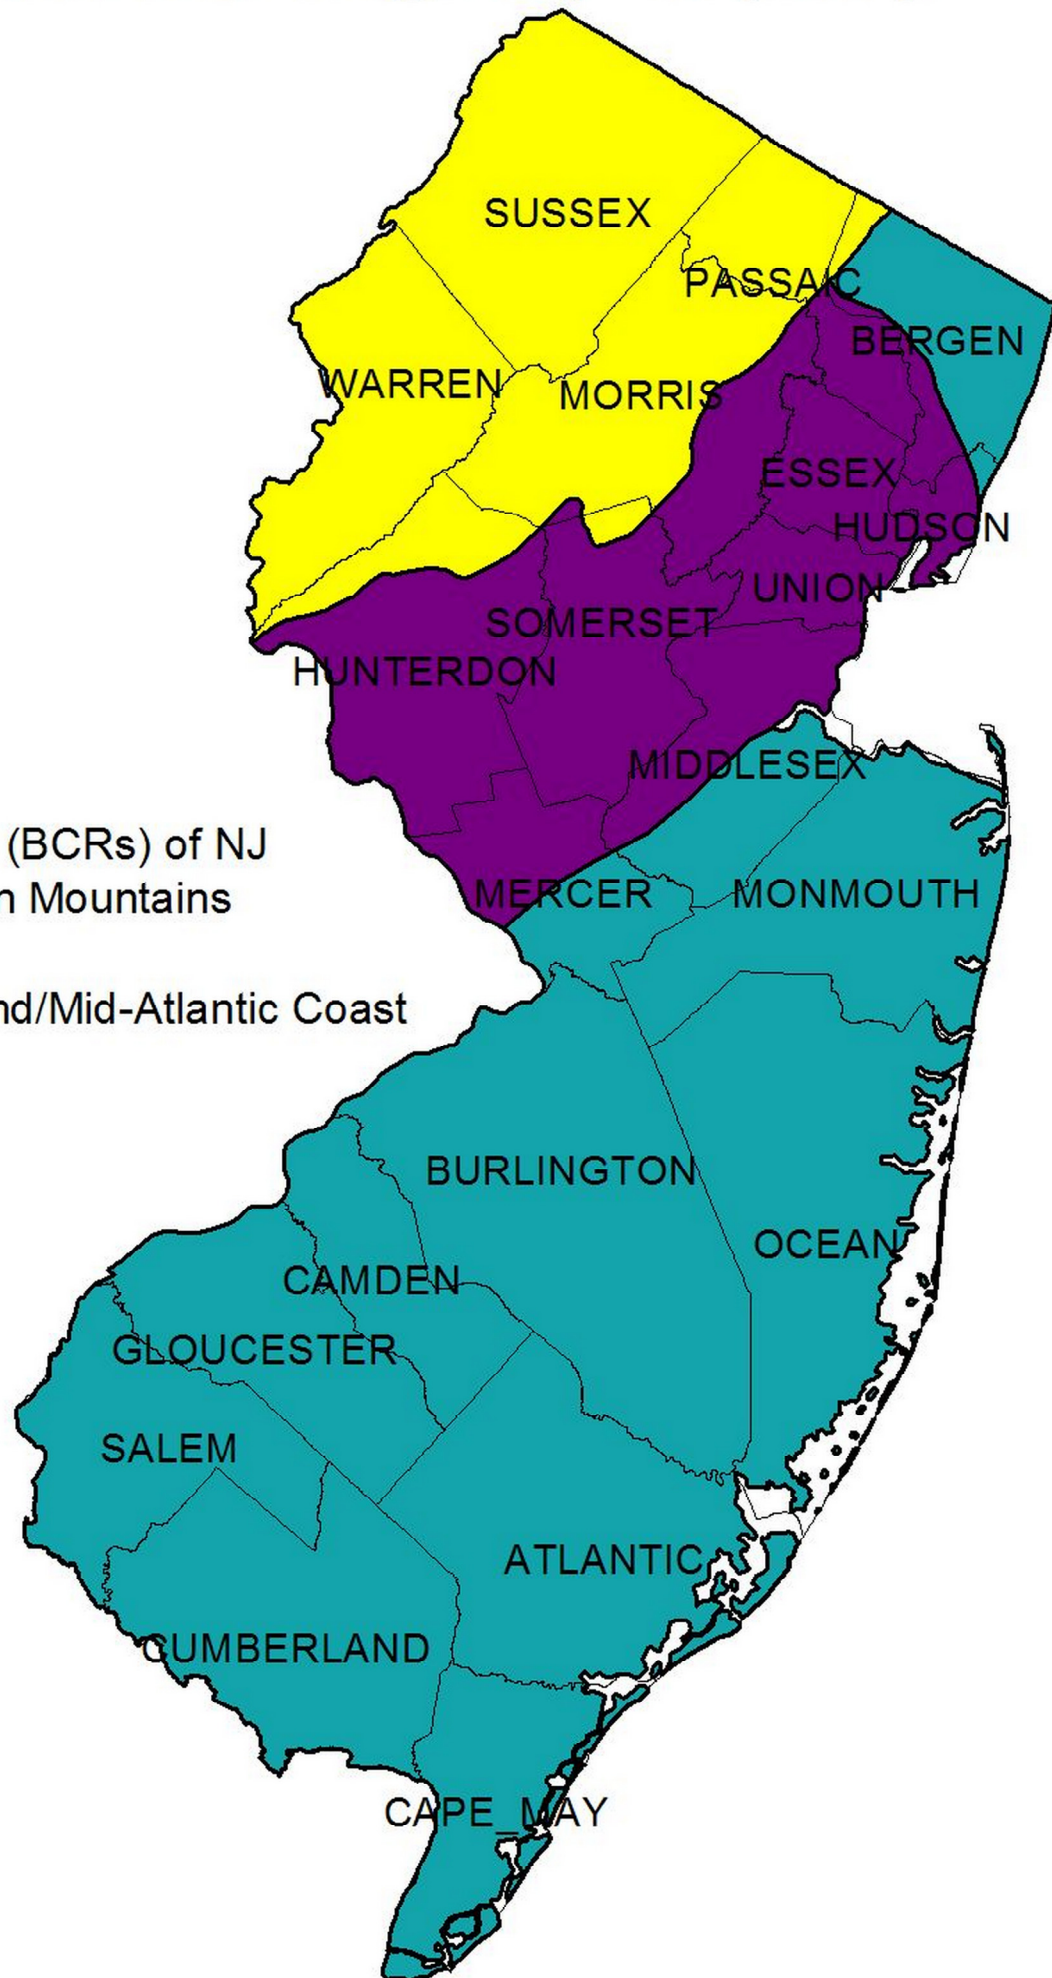 SUSSEX
PASSAIC
BERGEN
WARREN
MORRIS
ESSEX
HUDSON
UNION
SOMERSET
HUNTERDON
MIDDLESEX
(BCRs) of NJ
n Mountains
MERCER
MONMOUTH
nd/Mid-Atlantic Coast
BURLINGTON
OCEAN
CAMDEN
GLOUCESTER
SALEM
ATLANTIC
CUMBERLAND
CAPE_MAY